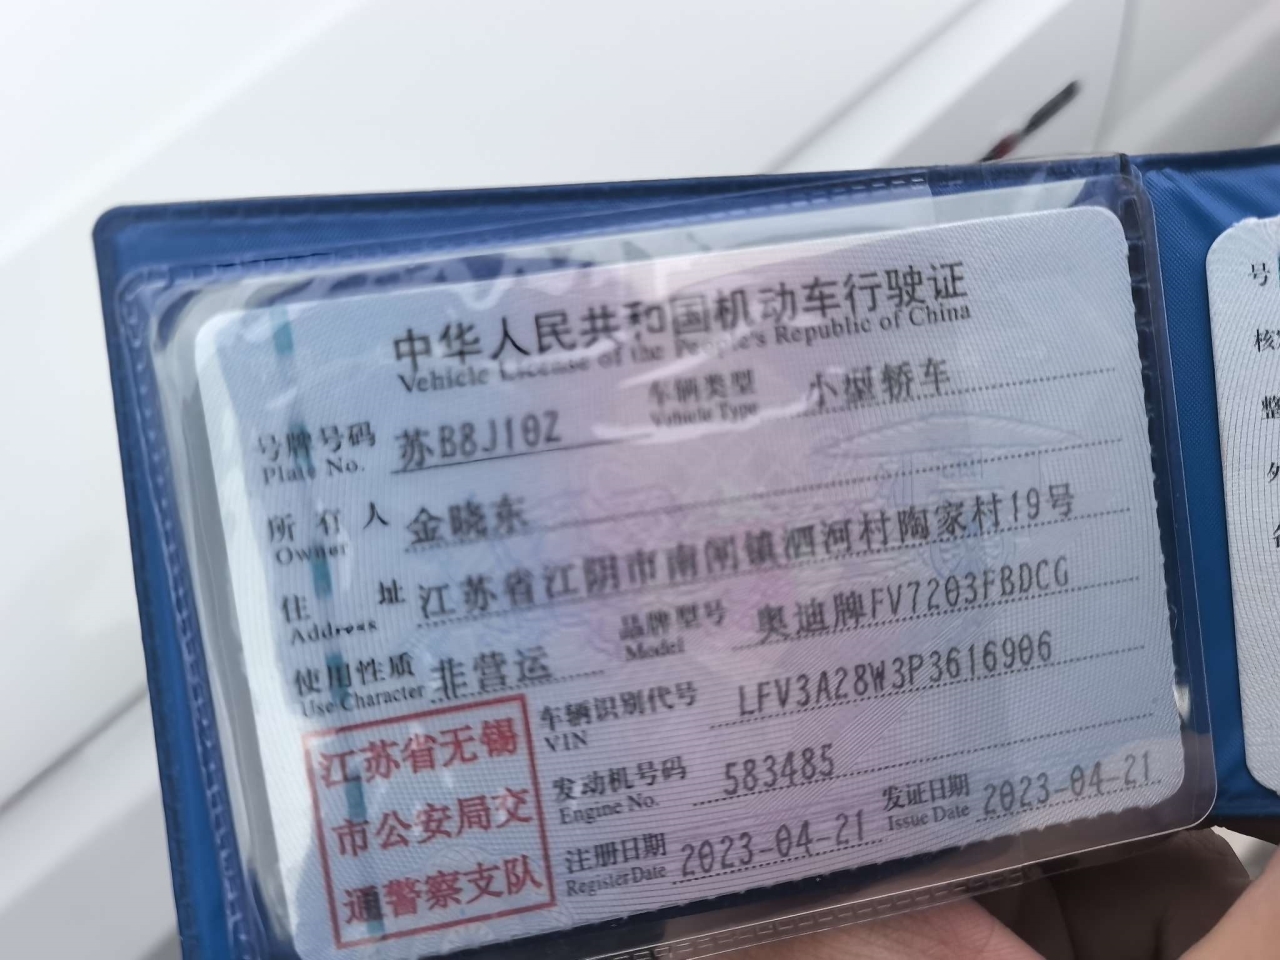 中华人民共和国机动车行驶证
Vehicle License of the People's Republic of China
号牌号码 苏B8J10Z 车辆类型 小型轿车
Plate No. Vehicle Type
所有人 金晓东
Owner
住址 江苏省江阴市南闸镇泗河村陶家村19号
Address
使用性质 非营运 品牌型号 奥迪牌FV7203FBDCG
Use Character Model
车辆识别代号 LFV3A28W3P3616906
VIN
发动机号码 583485
Engine No.
注册日期 2023-04-21 发证日期 2023-04-21
Register Date Issue Date
江苏省无锡
市公安局交
通警察支队
号
核
整
外